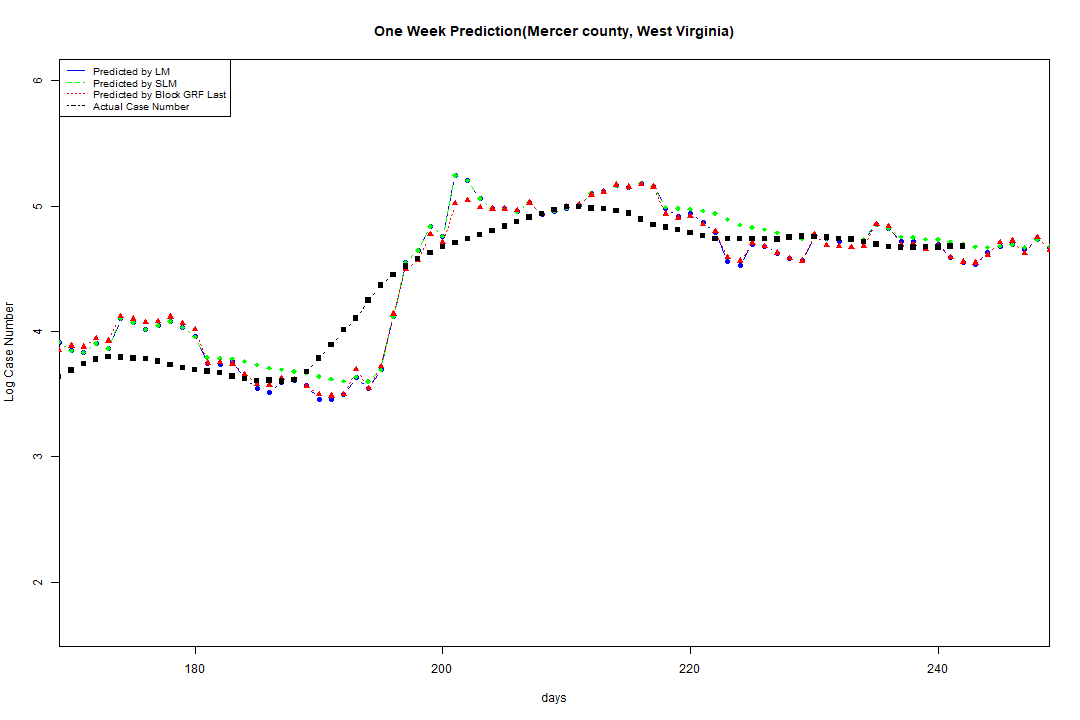 One Week Prediction(Mercer county, West Virginia)
Predicted by LM
Predicted by SLM
Predicted by Block GRF Last
Actual Case Number
6
5
4
3
2
Log Case Number
180
200
220
240
days